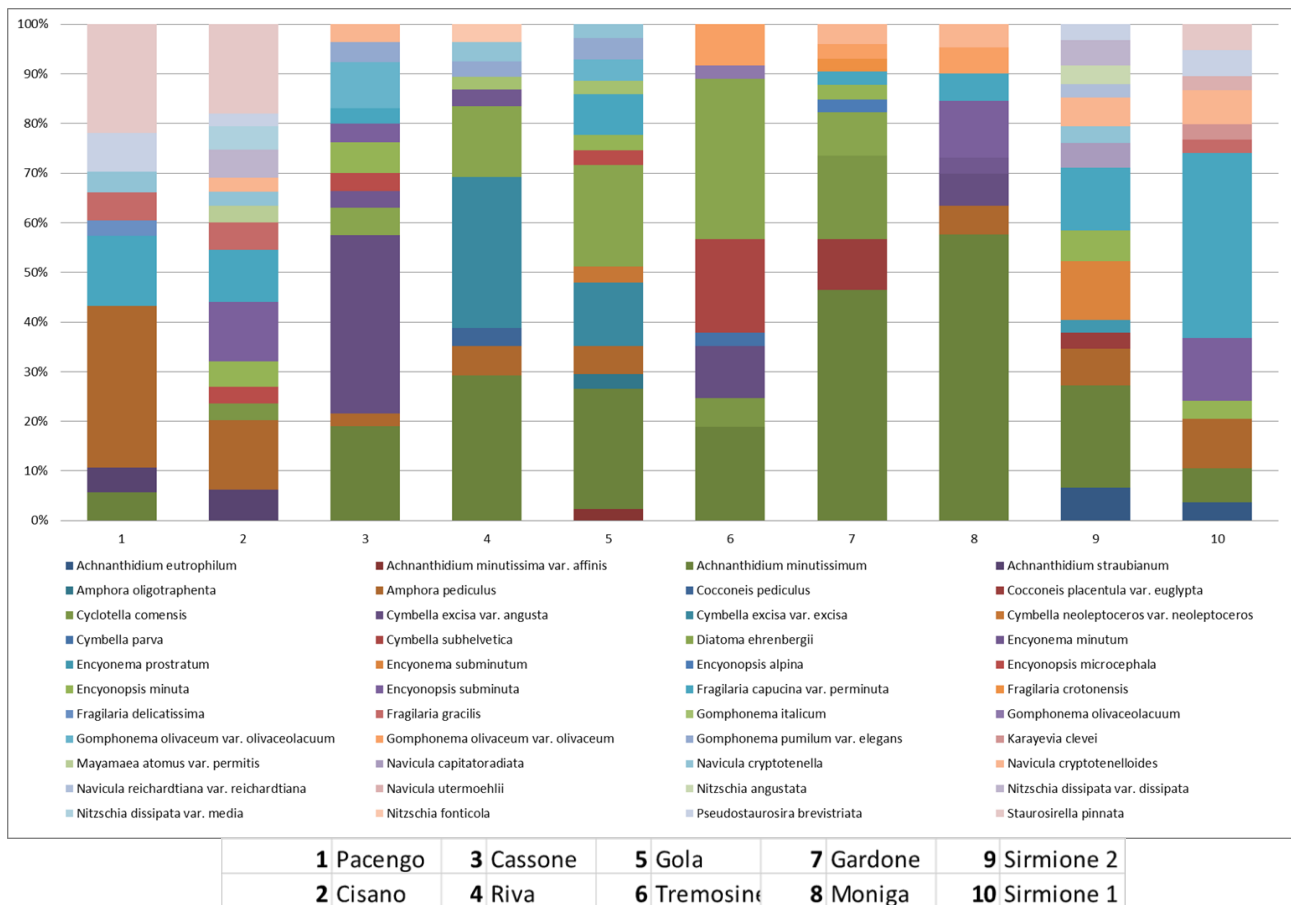 100%
90%
80%
70%
60%
50%
40%
30%
20%
10%
0%
1 2 3 4 5 6 7 8 9 10
Achnanthidium eutrophilum Achnanthidium minutissima var. affinis Achnanthidium minutissimum Achnanthidium straubianum
Amphora oligotraphenta Amphora pediculus Cocconeis pediculus Cocconeis placentula var. euglypta
Cyclotella comensis Cymbella excisa var. angusta Cymbella excisa var. excisa Cymbella neoleptoceros var. neoleptoceros
Cymbella parva Cymbella subhelvetica Diatoma ehrenbergii Encyonema minutum
Encyonema prostratum Encyonema subminutum Encyonopsis alpina Encyonopsis microcephala
Encyonopsis minuta Encyonopsis subminuta Fragilaria capucina var. perminuta Fragilaria crotonensis
Fragilaria delicatissima Fragilaria gracilis Gomphonema italicum Gomphonema olivaceolacuum
Gomphonema olivaceum var. olivaceolacuum Gomphonema olivaceum var. olivaceum Gomphonema pumilum var. elegans Karayevia clevei
Mayamaea atomus var. permitis Navicula capitatoradiata Navicula cryptotenella Navicula cryptotenelloides
Navicula reichardtiana var. reichardtiana Navicula utermoehlii Nitzschia angustata Nitzschia dissipata var. dissipata
Nitzschia dissipata var. media Nitzschia fonticola Pseudostaurosira brevistriata Staurosirella pinnata
1 Pacengo 3 Cassone 5 Gola 7 Gardone 9 Sirmione 2
2 Cisano 4 Riva 6 Tremosine 8 Moniga 10 Sirmione 1